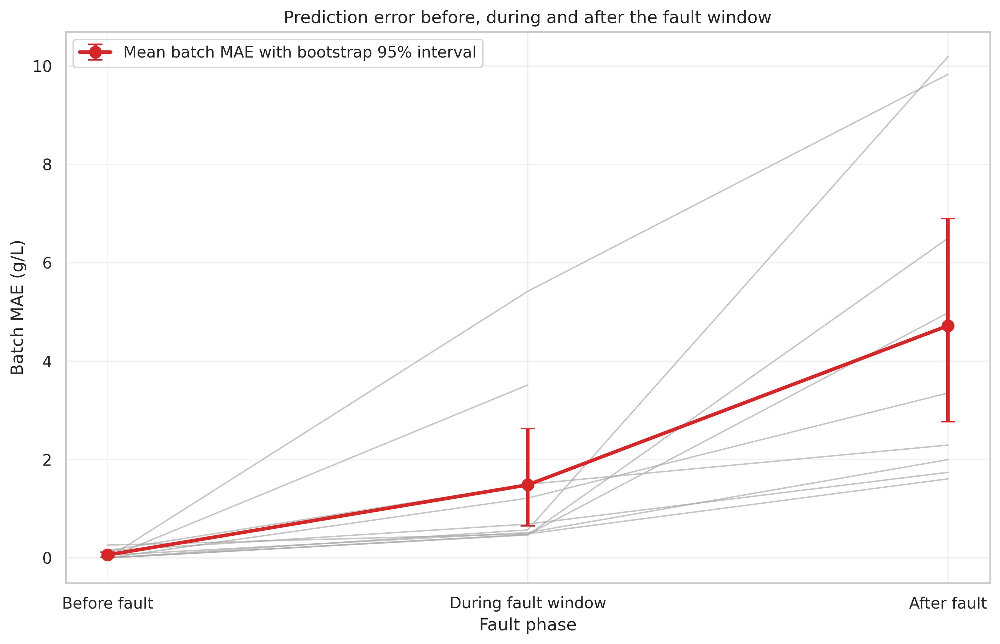 Prediction error before, during and after the fault window
Mean batch MAE with bootstrap 95% interval
10
8
6
4
2
0
Batch MAE (g/L)
Before fault
During fault window
After fault
Fault phase